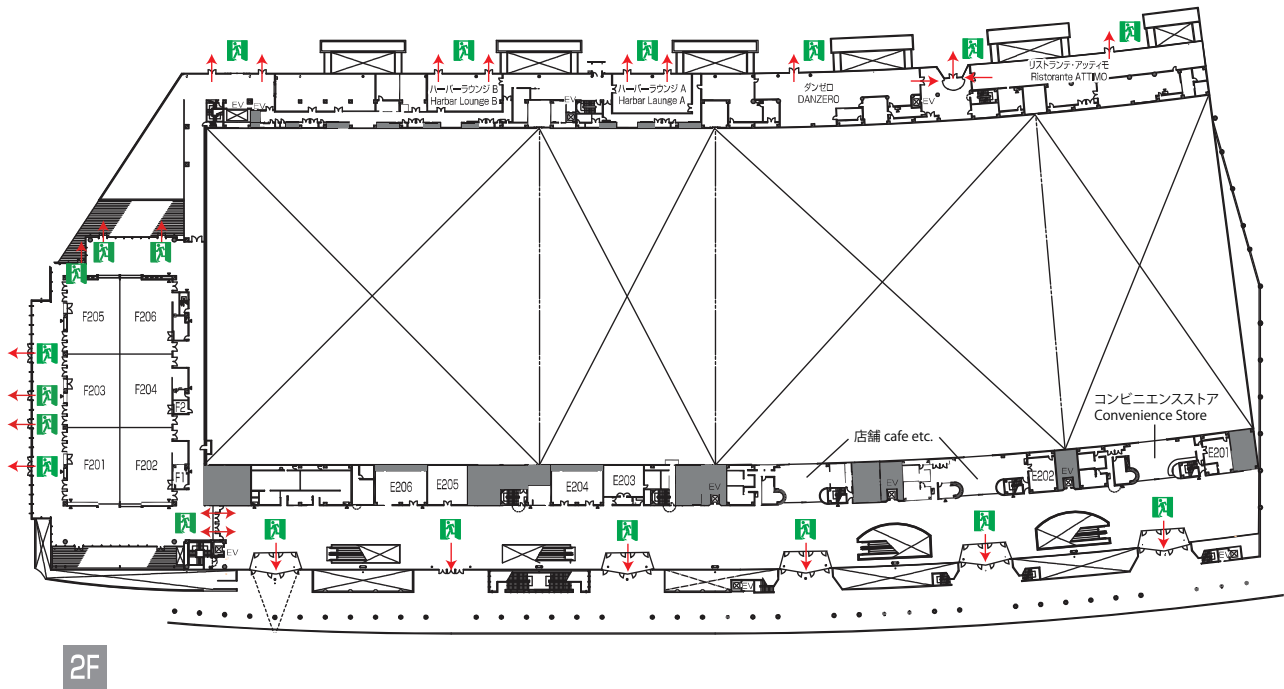 リストランテ・アッティモ
Ristorante ATTIMO
ハーバーラウンジ B
Harbar Lounge B
ハーバーラウンジ A
Harbar Launge A
ダンゼロ
DANZERO
EV
EV
EV
EV
F205
F206
F203
F204
F2
F201
F202
F1
コンビニエンスストア
Convenience Store
店舗 cafe etc.
E206
E205
E204
E203
E202
E201
EV
EV
EV
EV
EV
EV
2F